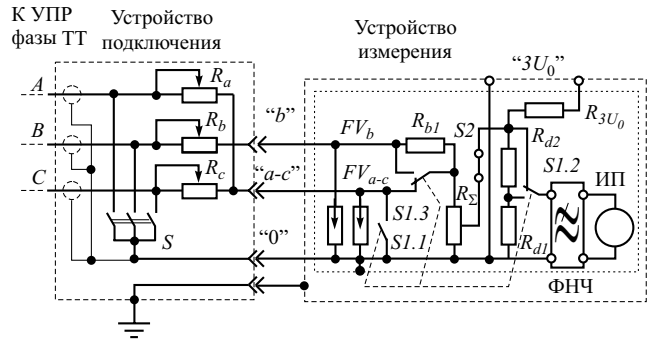 К УПР
фазы ТТ
Устройство
подключения
Устройство
измерения
"3U0"
A
Ra
B
Rb
"b"
C
Rc
"a-c"
S
"0"
FVb
FVa-c
Rb1
S2
R3U0
Rd2
S1.2
ИП
RΣ
S1.3
S1.1
Rd1
ФНЧ